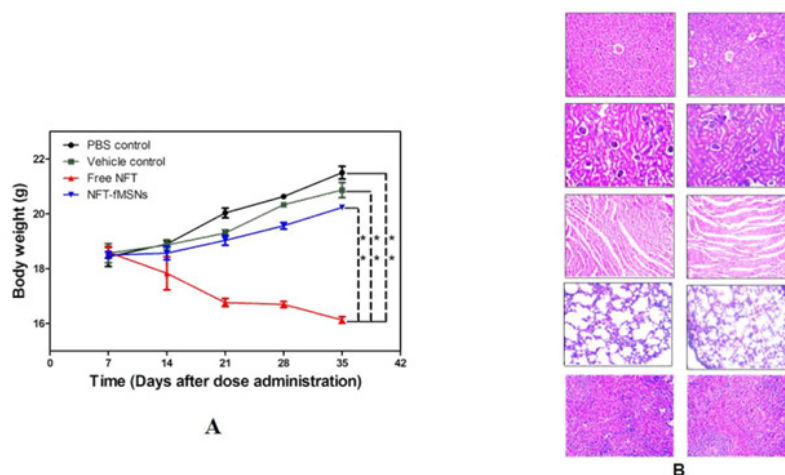 PBS control
Vehicle control
Free NFT
NFT-fMSNs
Body weight (g)
22
20
18
16
0 7 14 21 28 35 42
* * *
* * *
Time (Days after dose administration)
A
B